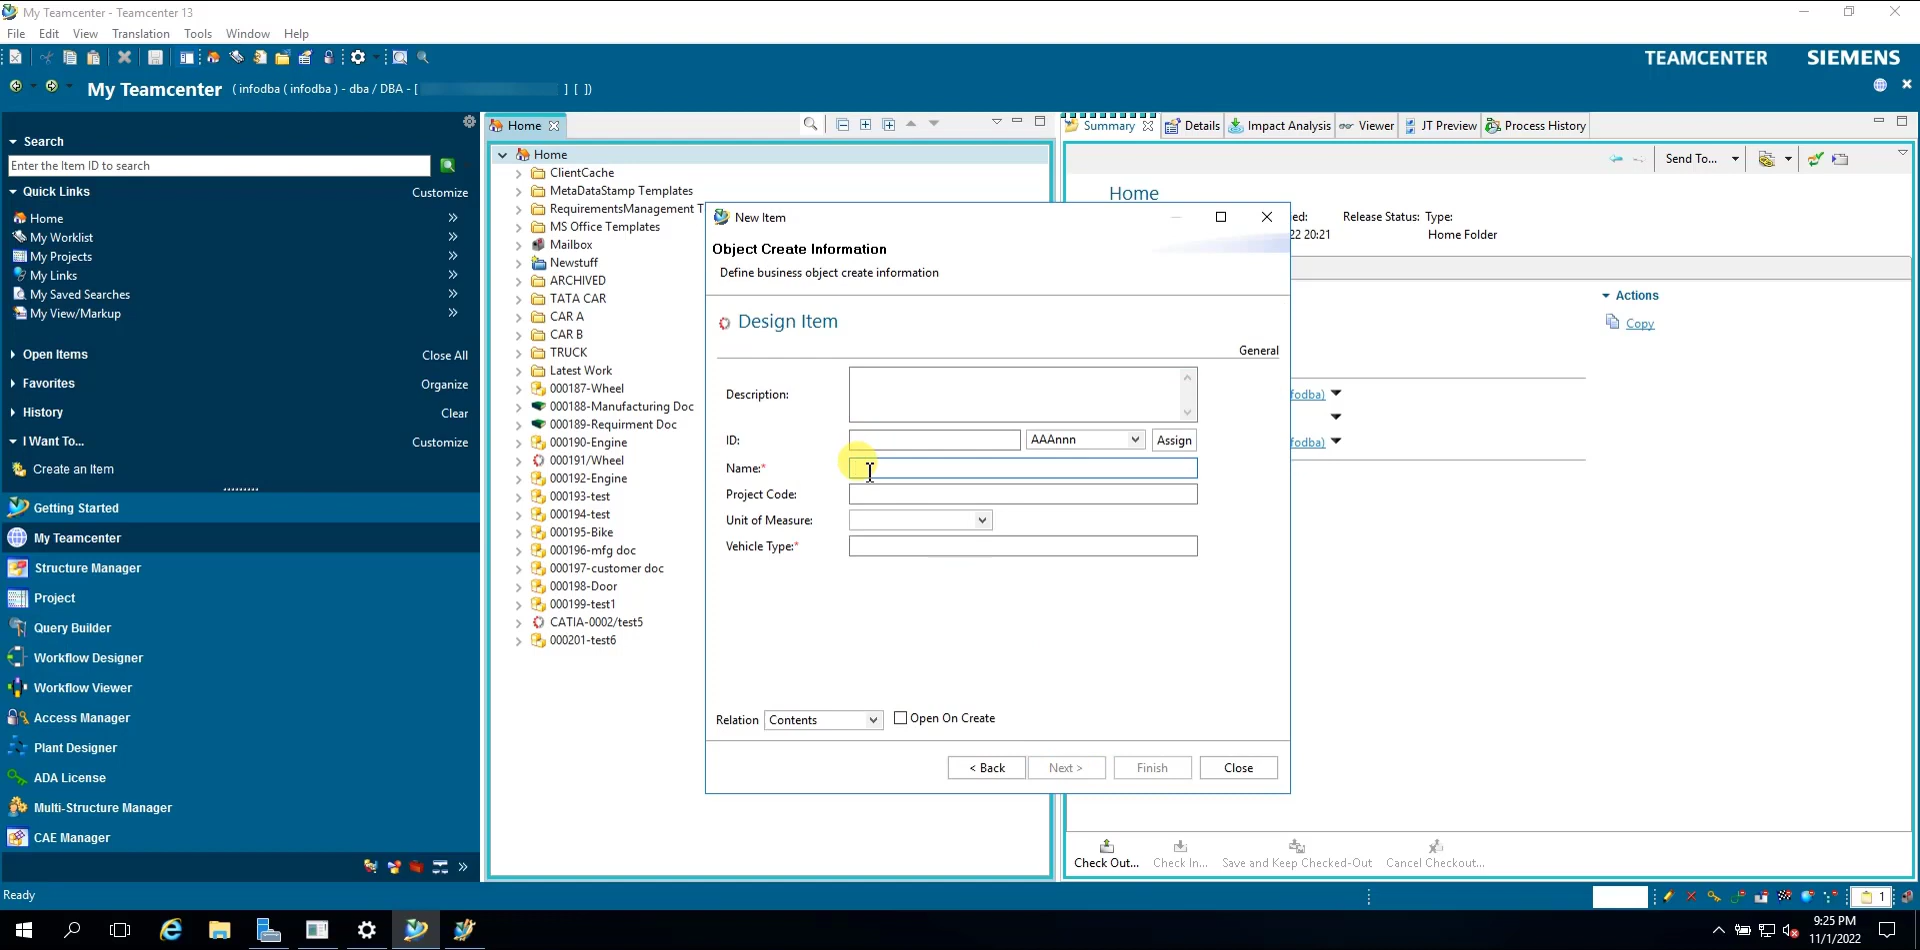 My Teamcenter - Teamcenter 13
File Edit View Translation Tools Window Help
TEAMCENTER SIEMENS
My Teamcenter ( infodba ( infodba ) - dba / DBA - [ ] [ ])
Search
Enter the Item ID to search
Quick Links Customize
Home
My Worklist
My Projects
My Links
My Saved Searches
My View/Markup
Open Items Close All
Favorites Organize
History Clear
I Want To... Customize
Create an Item
Getting Started
My Teamcenter
Structure Manager
Project
Query Builder
Workflow Designer
Workflow Viewer
Access Manager
Plant Designer
ADA License
Multi-Structure Manager
CAE Manager
Ready
Home
Home
ClientCache
MetaDataStamp Templates
RequirementsManagement T
MS Office Templates
Mailbox
Newstuff
ARCHIVED
TATA CAR
CAR A
CAR B
TRUCK
Latest Work
000187-Wheel
000188-Manufacturing Doc
000189-Requirment Doc
000190-Engine
000191/Wheel
000192-Engine
000193-test
000194-test
000195-Bike
000196-mfg doc
000197-customer doc
000198-Door
000199-test1
CATIA-0002/test5
000201-test6
New Item
Object Create Information
Define business object create information
Design Item
General
Description:
ID: AAAnnn Assign
Name:*
Project Code:
Unit of Measure:
Vehicle Type:*
Relation Contents Open On Create
< Back Next > Finish Close
Summary Details Impact Analysis Viewer JT Preview Process History
Send To...
Home
ed: Release Status: Type:
22 20:21 Home Folder
Actions
Copy
fodba)
fodba)
Check Out... Check In... Save and Keep Checked-Out Cancel Checkout...
1
9:25 PM
11/1/2022